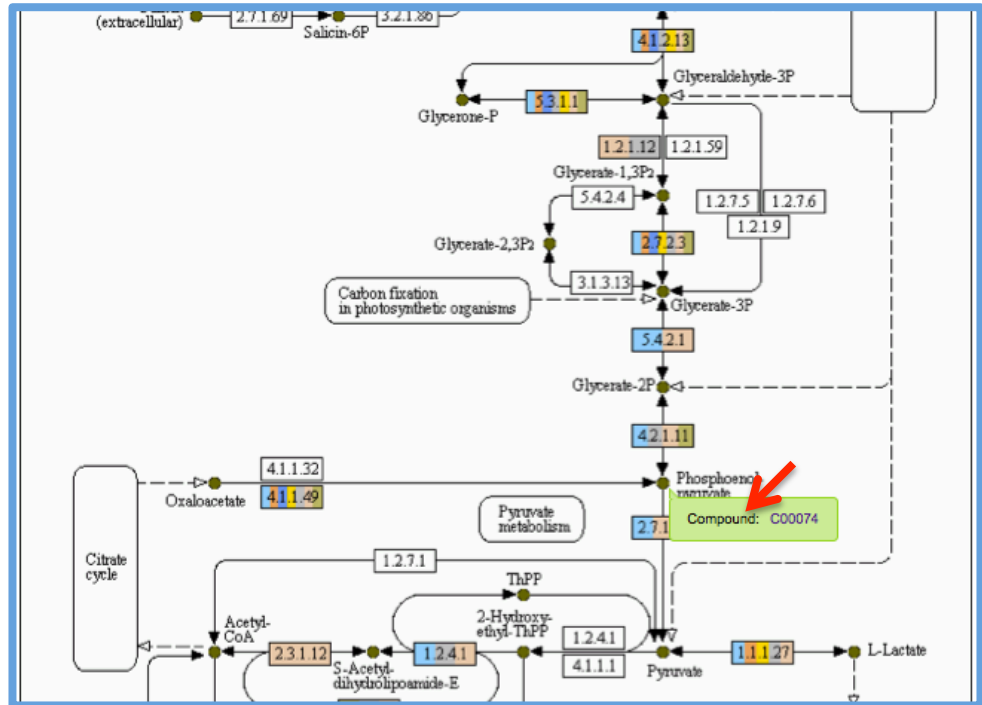 (extracellular)
2.7.1.69
3.2.1.86
Salicin-6P
4.1.2.13
Glyceraldehyde-3P
5.3.1.1
Glycerone-P
1.2.1.12
1.2.1.59
Glycerate-1,3P2
5.4.2.4
1.2.7.5
1.2.7.6
1.2.1.9
Glycerate-2,3P2
2.7.2.3
3.1.3.13
Carbon fixation
in photosynthetic organisms
Glycerate-3P
5.4.2.1
Glycerate-2P
4.2.1.11
4.1.1.32
Oxaloacetate
4.1.1.49
Phosphoenol-
pyruvate
Compound: C00074
Pyruvate
metabolism
2.7.1
Citrate
cycle
1.2.7.1
ThPP
Acetyl-
CoA
2-Hydroxy-
ethyl-ThPP
1.2.4.1
2.3.1.12
1.2.4.1
4.1.1.1
Pyruvate
1.1.1.27
L-Lactate
S-Acetyl-
dihydrolipoamide-E